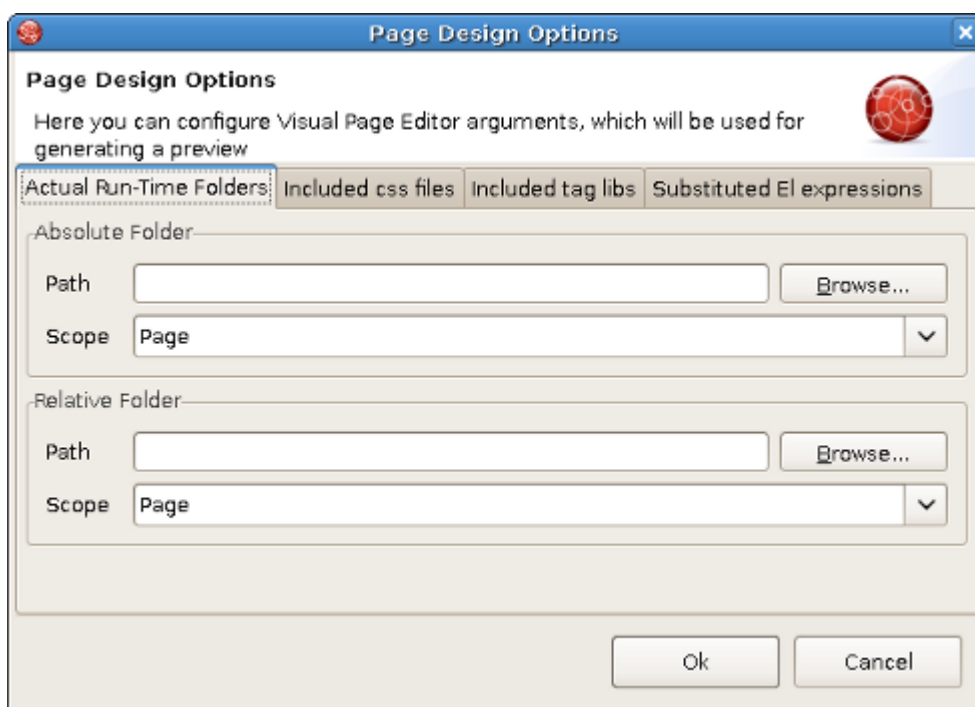 Page Design Options
Page Design Options
Here you can configure Visual Page Editor arguments, which will be used for
generating a preview
Actual Run-Time Folders Included css files Included tag libs Substituted El expressions
Absolute Folder
Path Browse...
Scope Page
Relative Folder
Path Browse...
Scope Page
Ok Cancel